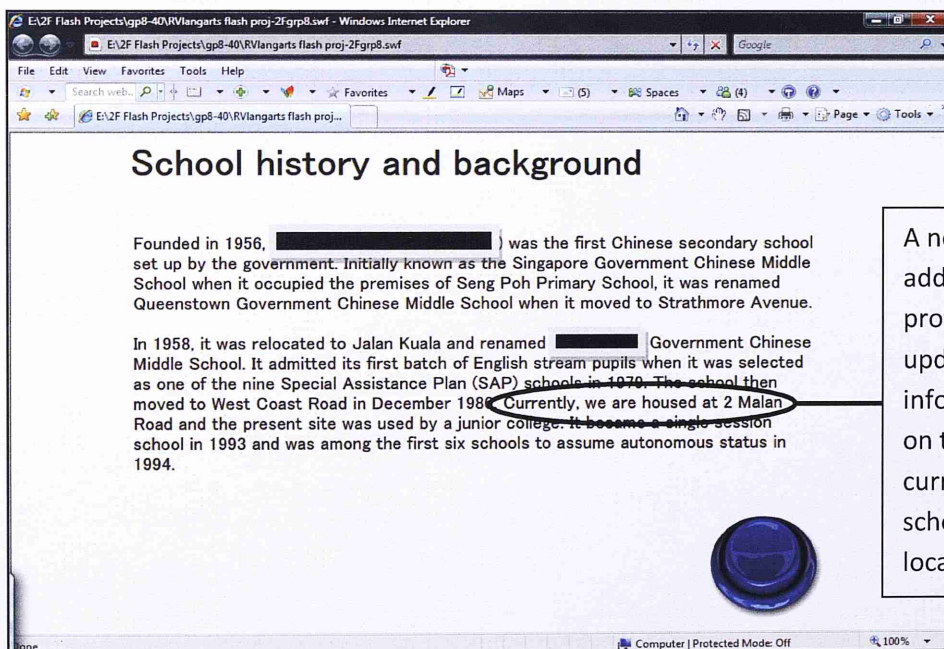 E:\2F Flash Projects\gp8-40\RVlangarts flash proj-2Fgrp8.swf - Windows Internet Explorer
E:\2F Flash Projects\gp8-40\RVlangarts flash proj-2Fgrp8.swf
Google
File Edit View Favorites Tools Help
Search web.. Favorites Maps (5) Spaces (4)
E:\2F Flash Projects\gp8-40\RVlangarts flash proj... Page Tools
School history and background
Founded in 1956, ) was the first Chinese secondary school
set up by the government. Initially known as the Singapore Government Chinese Middle
School when it occupied the premises of Seng Poh Primary School, it was renamed
Queenstown Government Chinese Middle School when it moved to Strathmore Avenue.
In 1958, it was relocated to Jalan Kuala and renamed Government Chinese
Middle School. It admitted its first batch of English stream pupils when it was selected
as one of the nine Special Assistance Plan (SAP) schools in 1979. The school then
moved to West Coast Road in December 1986. Currently, we are housed at 2 Malan
Road and the present site was used by a junior college. It became a single session
school in 1993 and was among the first six schools to assume autonomous status in
1994.
A
add
pro
upd
info
on
curr
scho
loca
Computer | Protected Mode: Off 100%